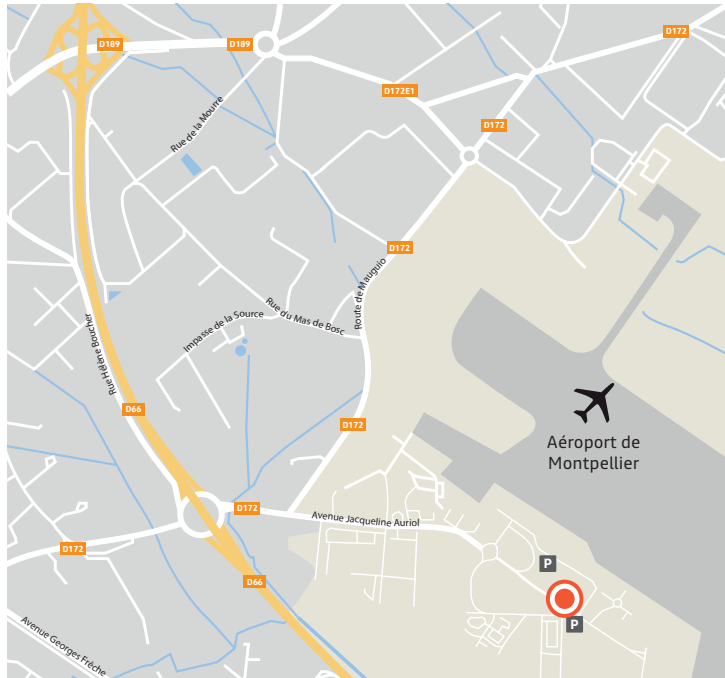 D172
D189
D189
D172E1
D172
Rue de la Mourre
D172
Route de Mauguio
Rue du Mas de Bosc
Impasse de la Source
Rue Hélène Boucher
D66
D172
Aéroport de
Montpellier
D172
Avenue Jacqueline Auriol
D172
P
D66
P
Avenue Georges Frêche